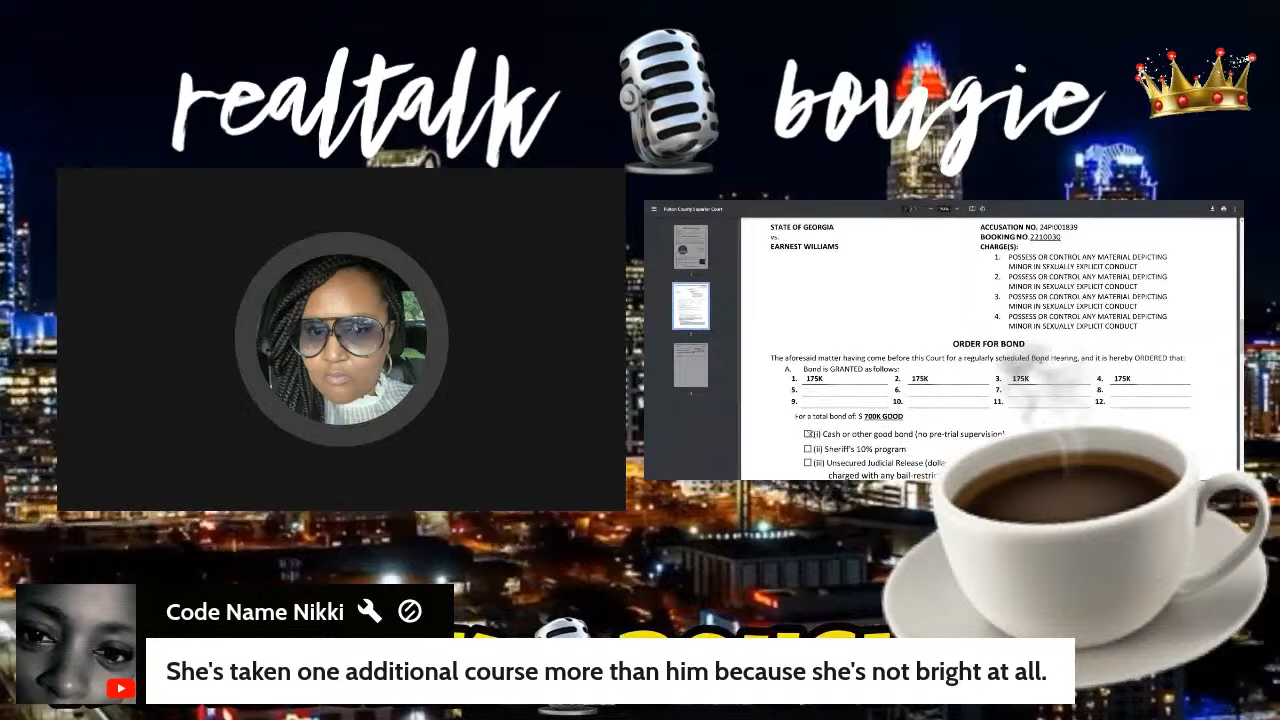 realtalk bougie
Fulton County Superior Court
STATE OF GEORGIA
vs.
EARNEST WILLIAMS
ACCUSATION NO. 24PI001839
BOOKING NO. 2210030
CHARGE(S):
1. POSSESS OR CONTROL ANY MATERIAL DEPICTING
MINOR IN SEXUALLY EXPLICIT CONDUCT
2. POSSESS OR CONTROL ANY MATERIAL DEPICTING
MINOR IN SEXUALLY EXPLICIT CONDUCT
3. POSSESS OR CONTROL ANY MATERIAL DEPICTING
MINOR IN SEXUALLY EXPLICIT CONDUCT
4. POSSESS OR CONTROL ANY MATERIAL DEPICTING
MINOR IN SEXUALLY EXPLICIT CONDUCT
ORDER FOR BOND
The aforesaid matter having come before this Court for a regularly scheduled Bond Hearing, and it is hereby ORDERED that:
A. Bond is GRANTED as follows:
1. 175K 2. 175K 3. 175K 4. 175K
5. 6. 7. 8.
9. 10. 11. 12.
For a total bond of: $ 700K GOOD
(i) Cash or other good bond (no pre-trial supervision)
(ii) Sheriff's 10% program
(iii) Unsecured Judicial Release
charged with any
Code Name Nikki
She's taken one additional course more than him because she's not bright at all.